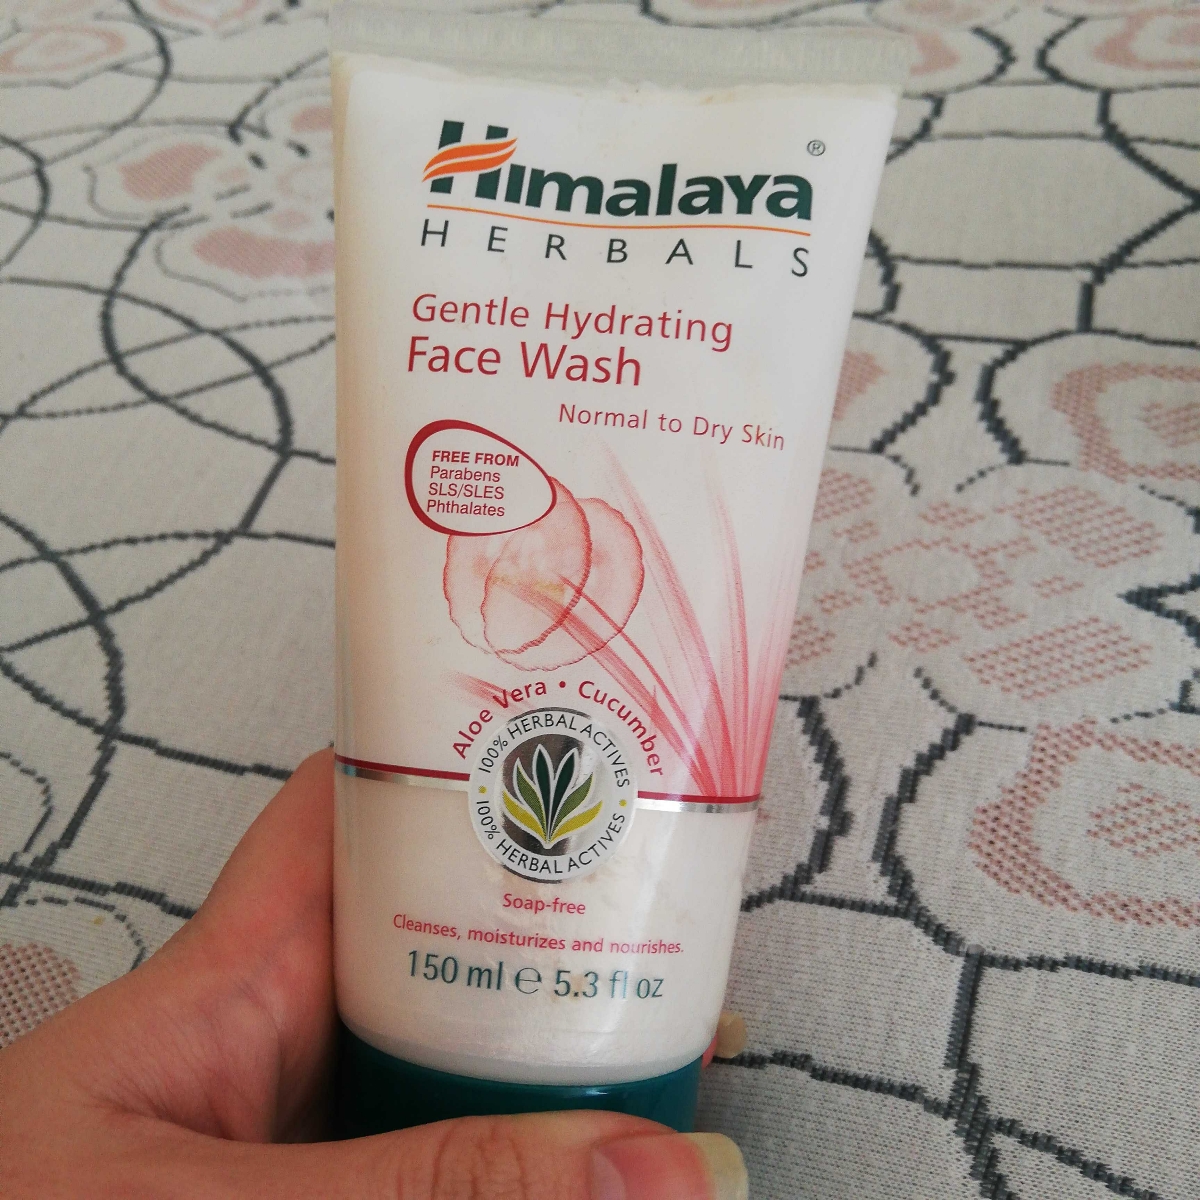 Himalaya®
HERBALS
Gentle Hydrating
Face Wash
Normal to Dry Skin
FREE FROM
Parabens
SLS/SLES
Phthalates
Aloe Vera • Cucumber
100% HERBAL ACTIVES
100% HERBAL ACTIVES
Soap-free
Cleanses, moisturizes and nourishes.
150 ml ℮ 5.3 fl oz